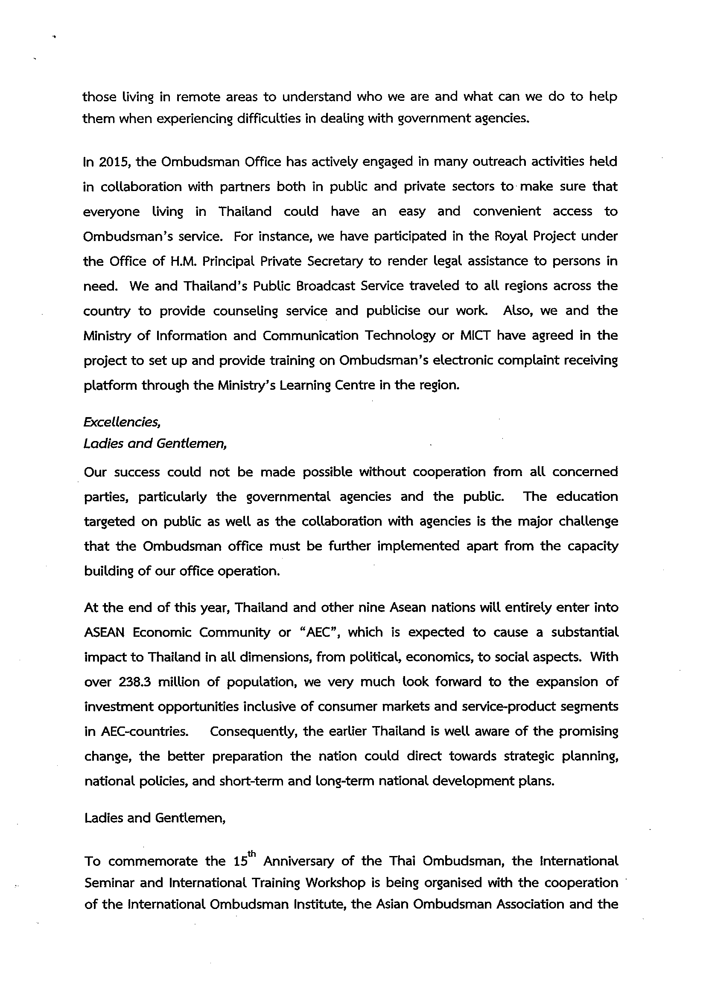 those living in remote areas to understand who we are and what can we do to help
them when experiencing difficulties in dealing with government agencies.
In 2015, the Ombudsman Office has actively engaged in many outreach activities held
in collaboration with partners both in public and private sectors to make sure that
everyone living in Thailand could have an easy and convenient access to
Ombudsman's service. For instance, we have participated in the Royal Project under
the Office of H.M. Principal Private Secretary to render legal assistance to persons in
need. We and Thailand's Public Broadcast Service traveled to all regions across the
country to provide counseling service and publicise our work. Also, we and the
Ministry of Information and Communication Technology or MICT have agreed in the
project to set up and provide training on Ombudsman's electronic complaint receiving
platform through the Ministry's Learning Centre in the region.
Excellencies,
Ladies and Gentlemen,
Our success could not be made possible without cooperation from all concerned
parties, particularly the governmental agencies and the public. The education
targeted on public as well as the collaboration with agencies is the major challenge
that the Ombudsman office must be further implemented apart from the capacity
building of our office operation.
At the end of this year, Thailand and other nine Asean nations will entirely enter into
ASEAN Economic Community or “AEC”, which is expected to cause a substantial
impact to Thailand in all dimensions, from political, economics, to social aspects. With
over 238.3 million of population, we very much look forward to the expansion of
investment opportunities inclusive of consumer markets and service-product segments
in AEC-countries. Consequently, the earlier Thailand is well aware of the promising
change, the better preparation the nation could direct towards strategic planning,
national policies, and short-term and long-term national development plans.
Ladies and Gentlemen,
To commemorate the 15th Anniversary of the Thai Ombudsman, the International
Seminar and International Training Workshop is being organised with the cooperation
of the International Ombudsman Institute, the Asian Ombudsman Association and the